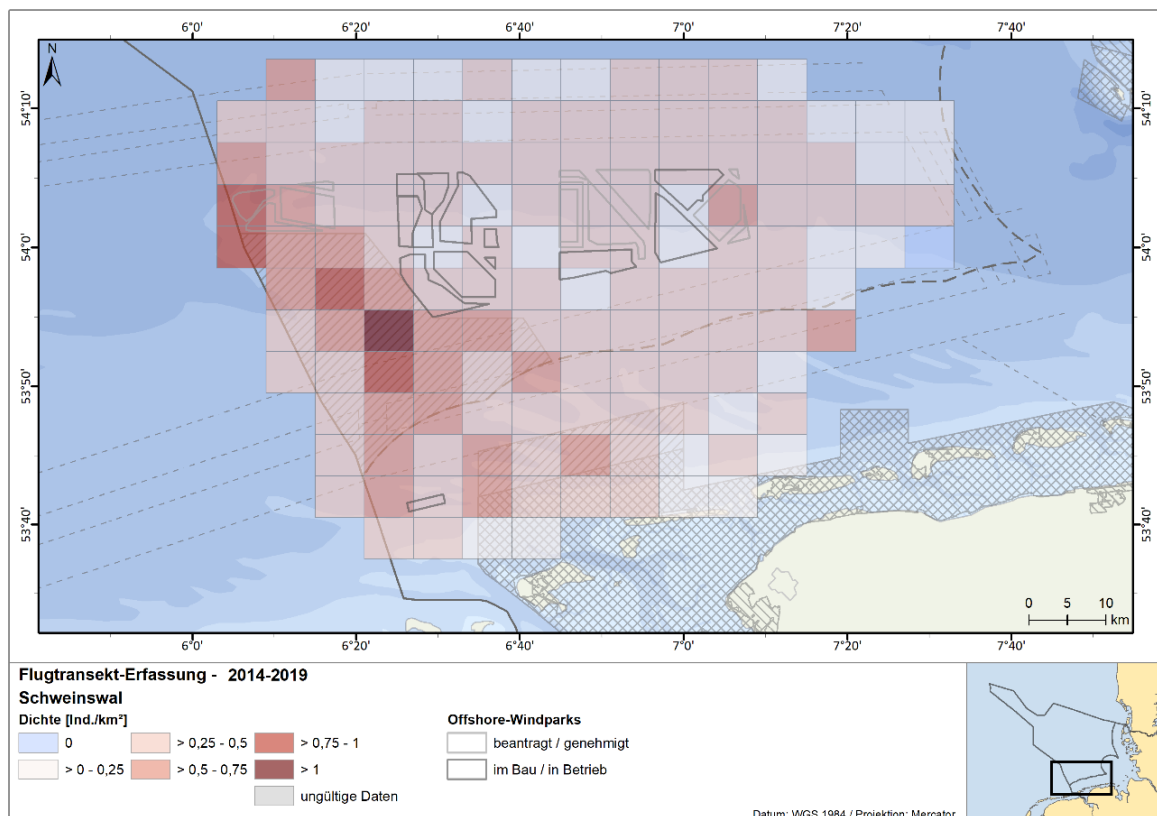 6°0' 6°20' 6°40' 7°0' 7°20' 7°40'
N
54°10' 54°10'
54°0' 54°0'
53°50' 53°50'
53°40' 53°40'
0 5 10
km
6°0' 6°20' 6°40' 7°0' 7°20' 7°40'
Flugtransekt-Erfassung - 2014-2019
Schweinswal
Dichte [Ind./km²]
0
> 0 - 0,25
> 0,25 - 0,5
> 0,5 - 0,75
> 0,75 - 1
> 1
ungültige Daten
Offshore-Windparks
beantragt / genehmigt
im Bau / in Betrieb
Datum: WGS 1984 / Projektion: Mercator